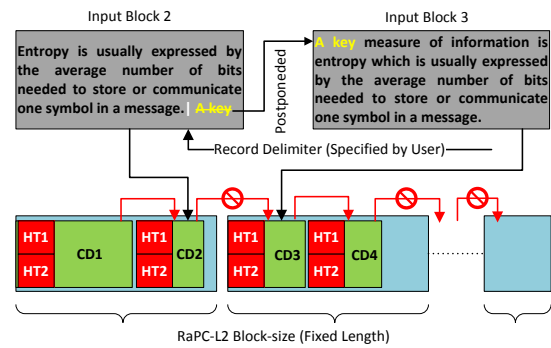 Input Block 2
Input Block 3
Entropy is usually expressed by
the average number of bits
needed to store or communicate
one symbol in a message. A key
Postponeded
A key measure of information is
entropy which is usually expressed
by the average number of bits
needed to store or communicate
one symbol in a message.
Record Delimiter (Specified by User)
HT1
HT2
CD1
HT1
HT2
CD2
HT1
HT2
CD3
HT1
HT2
CD4
RaPC-L2 Block-size (Fixed Length)